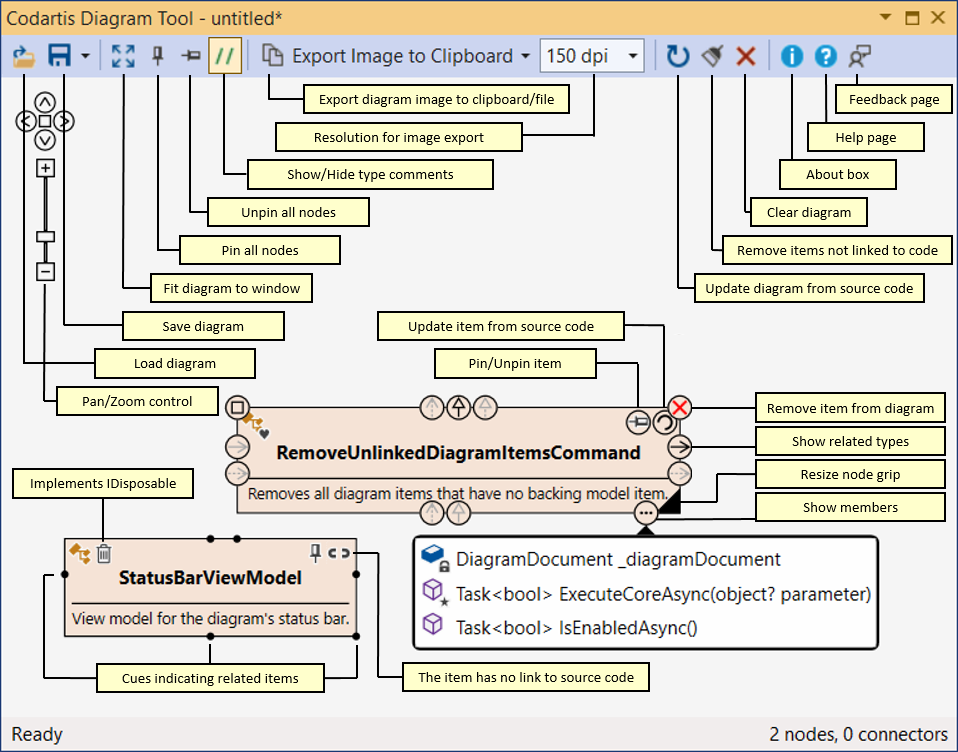 Codartis Diagram Tool - untitled*
// Export Image to Clipboard 150 dpi
Export diagram image to clipboard/file
Feedback page
Resolution for image export
Help page
Show/Hide type comments
About box
Unpin all nodes
Clear diagram
Pin all nodes
Remove items not linked to code
Fit diagram to window
Update diagram from source code
Save diagram
Update item from source code
Load diagram
Pin/Unpin item
Pan/Zoom control
Remove item from diagram
Show related types
RemoveUnlinkedDiagramItemsCommand
Resize node grip
Implements IDisposable
Removes all diagram items that have no backing model item.
Show members
StatusBarViewModel
View model for the diagram's status bar.
DiagramDocument _diagramDocument
Task<bool> ExecuteCoreAsync(object? parameter)
Task<bool> IsEnabledAsync()
Cues indicating related items
The item has no link to source code
Ready
2 nodes, 0 connectors